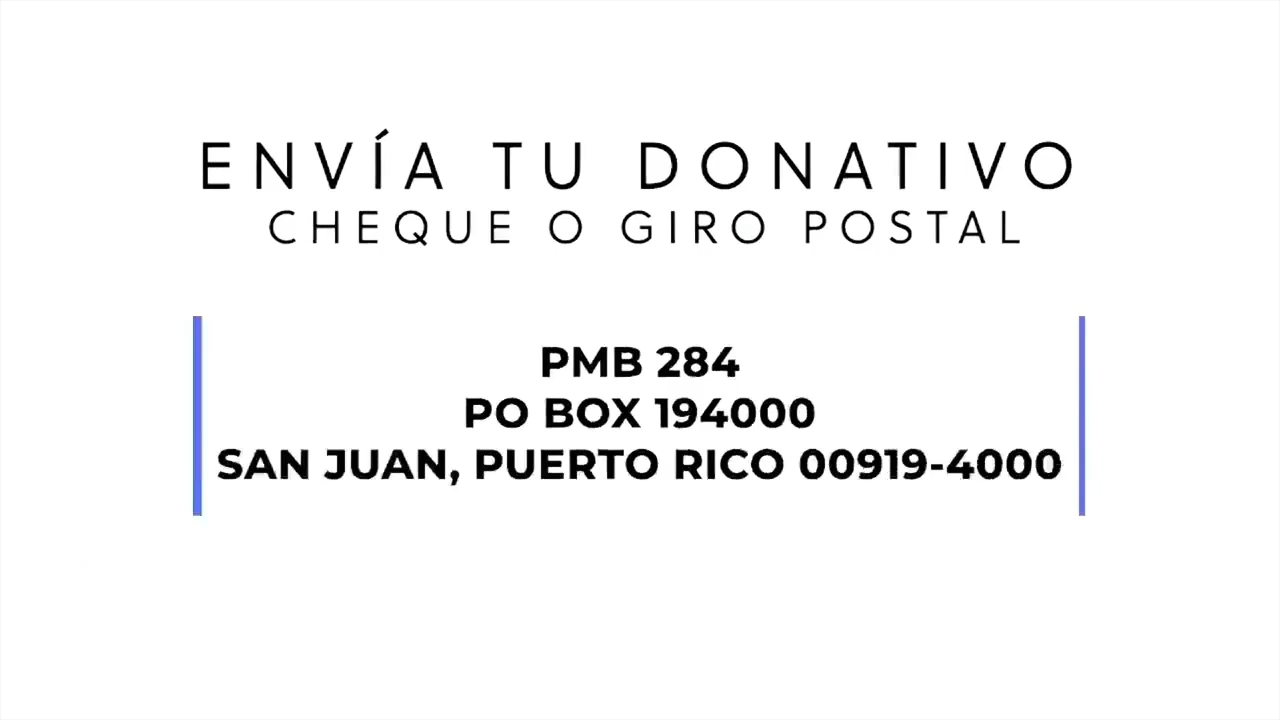 ENVÍA TU DONATIVO
CHEQUE O GIRO POSTAL
PMB 284
PO BOX 194000
SAN JUAN, PUERTO RICO 00919-4000